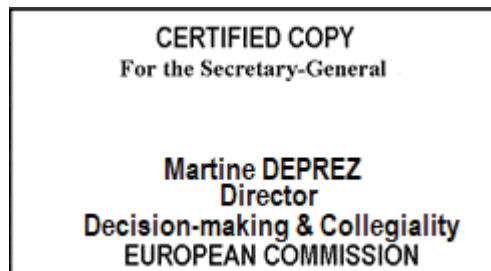 CERTIFIED COPY
For the Secretary-General
Martine DEPREZ
Director
Decision-making & Collegiality
EUROPEAN COMMISSION